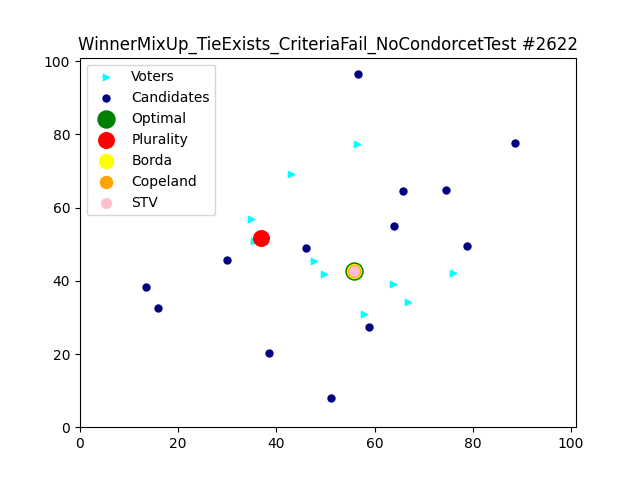 WinnerMixUp_TieExists_CriteriaFail_NoCondorcetTest #2622
100
80
60
40
20
0
Voters
Candidates
Optimal
Plurality
Borda
Copeland
STV
0 20 40 60 80 100